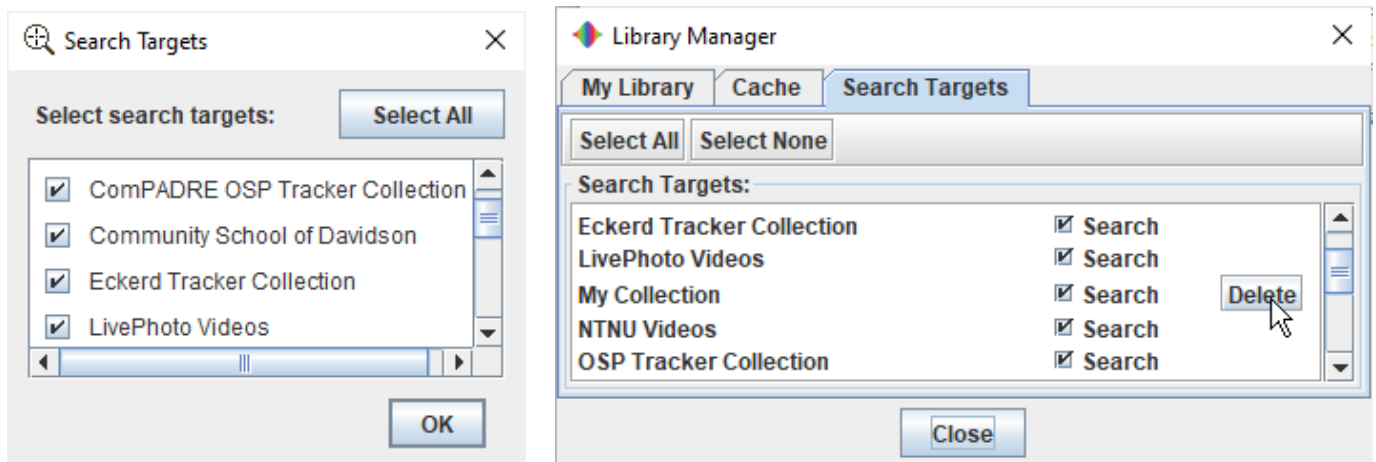 Search Targets
Select search targets:
Select All
ComPADRE OSP Tracker Collection
Community School of Davidson
Eckerd Tracker Collection
LivePhoto Videos
OK
Library Manager
My Library Cache Search Targets
Select All Select None
Search Targets:
Eckerd Tracker Collection Search
LivePhoto Videos Search
My Collection Search Delete
NTNU Videos Search
OSP Tracker Collection Search
Close